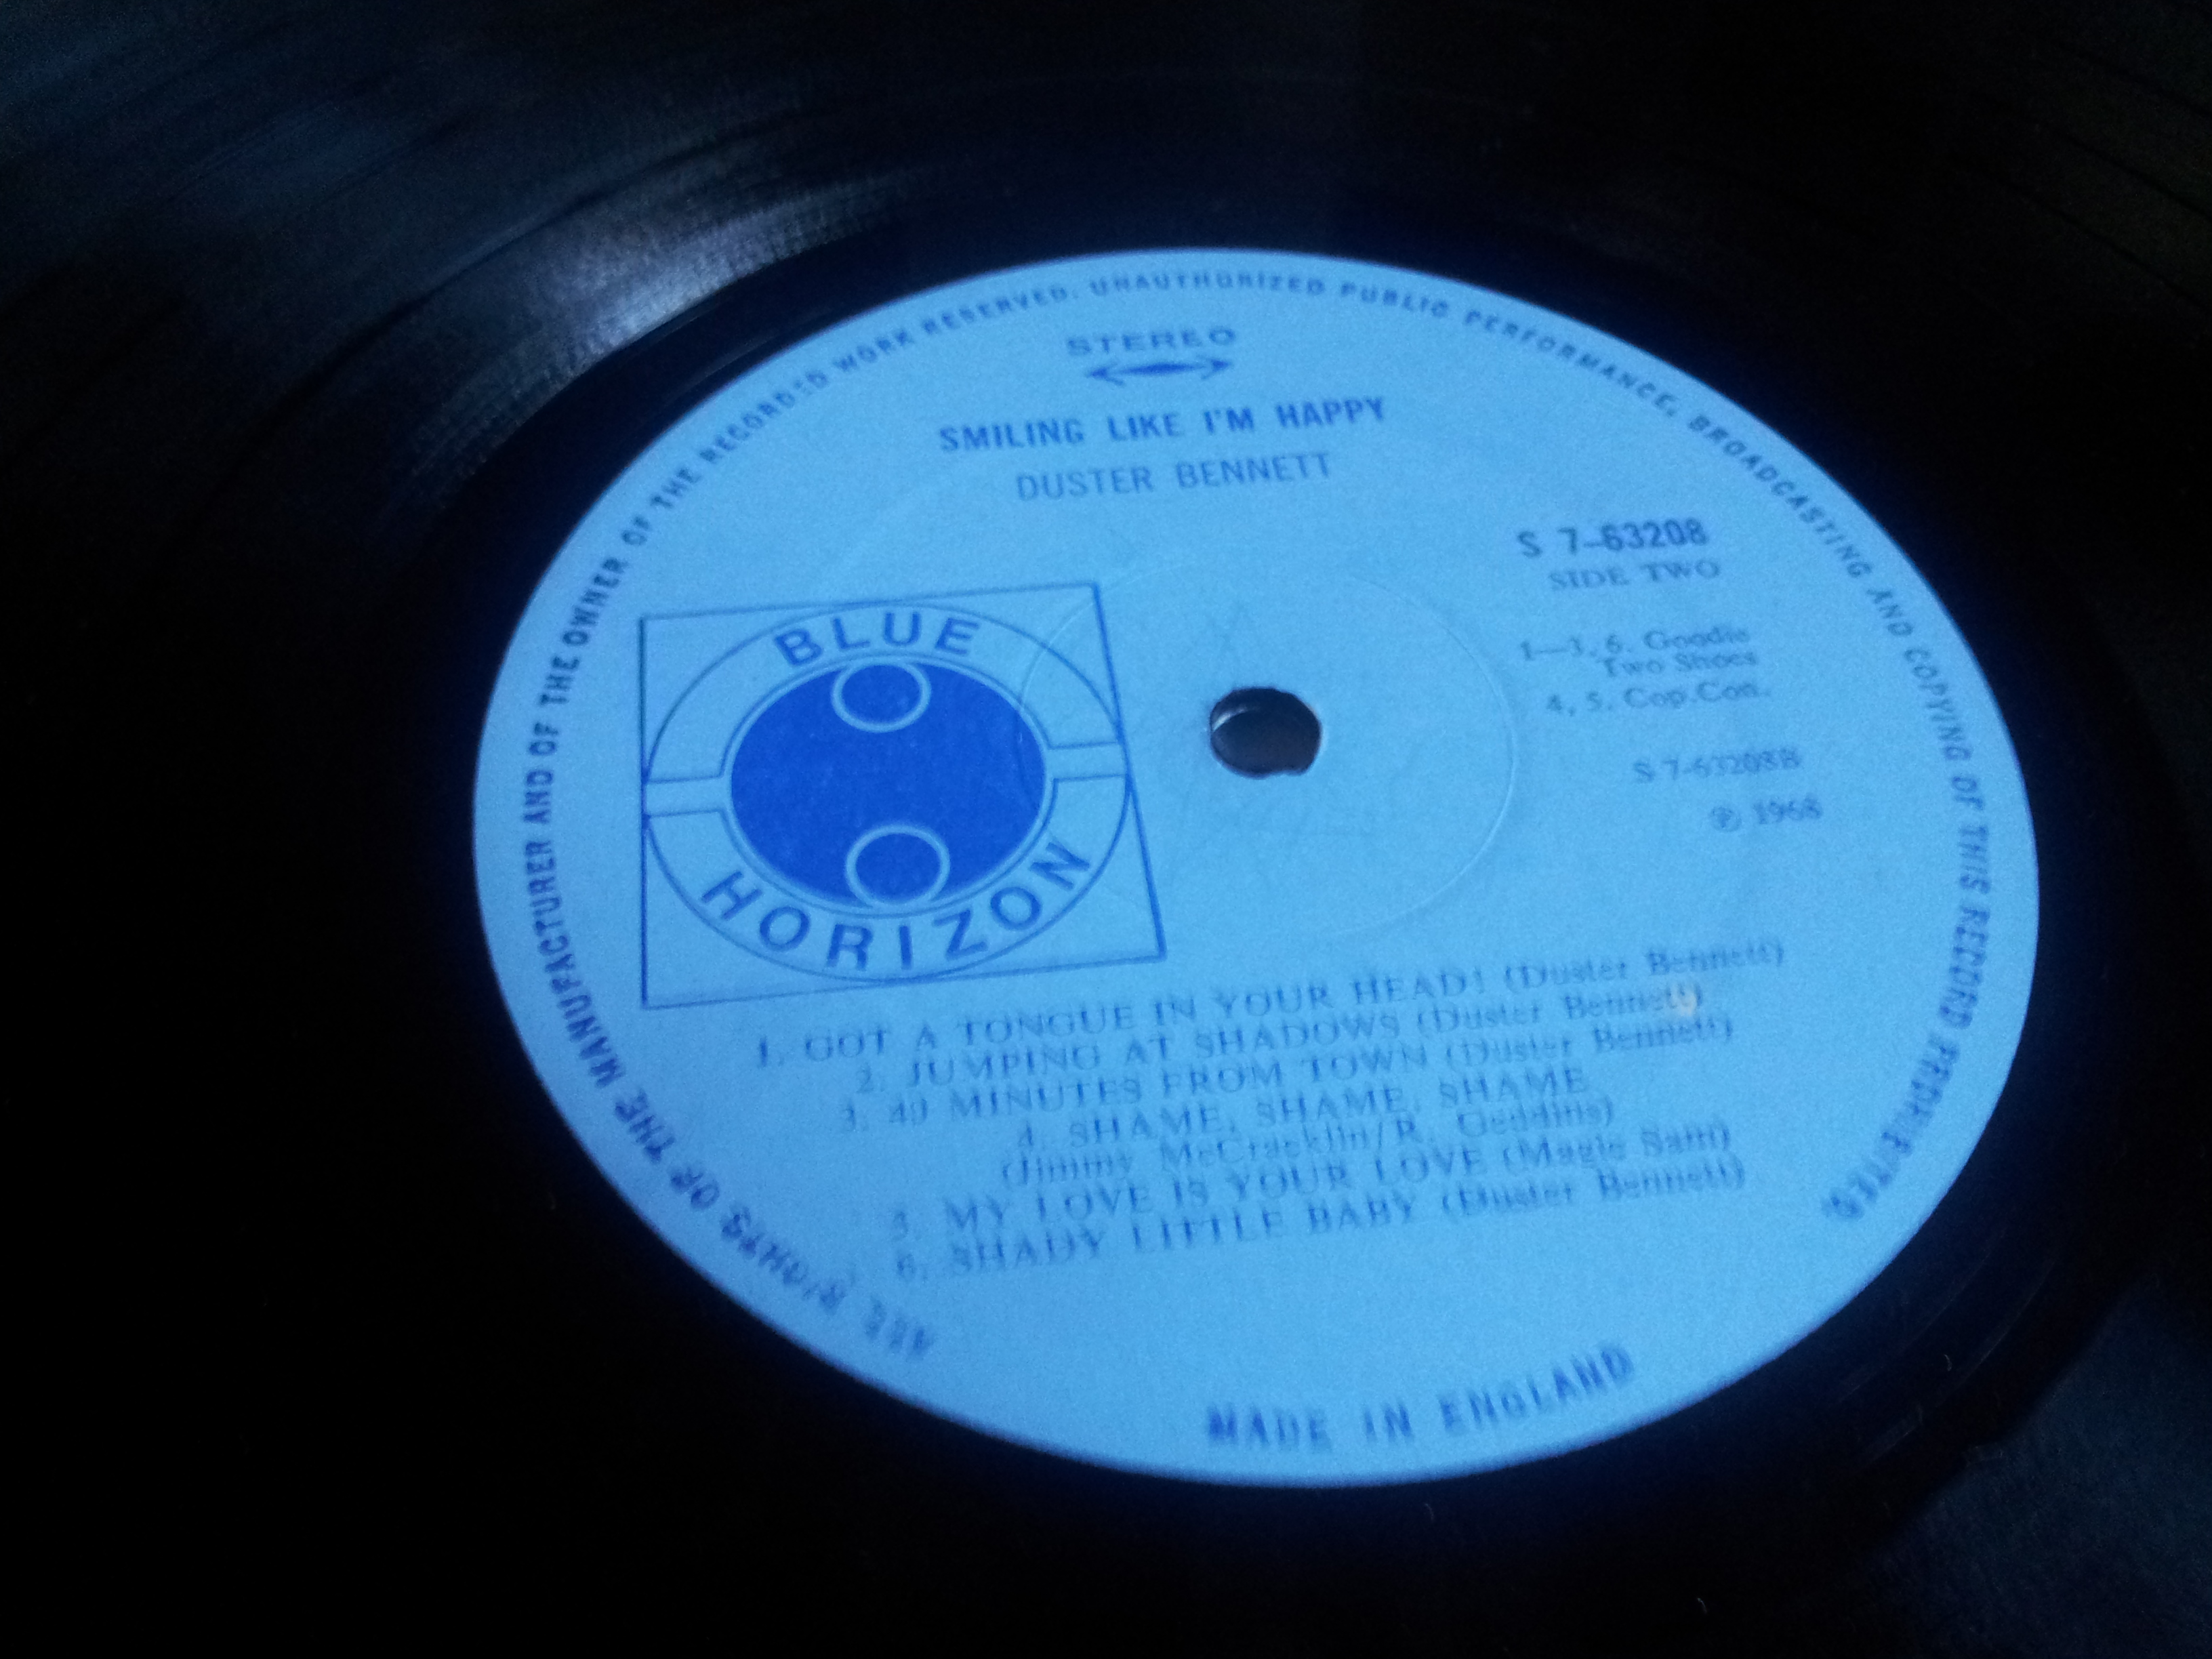 STEREO
SMILING LIKE I'M HAPPY
DUSTER BENNETT
S 7-63208
SIDE TWO
1—3, 6. Goodie
Two Shoes
4, 5. Cop.Con.
S 7-63208B
℗ 1968
BLUE
HORIZON
1. GOT A TONGUE IN YOUR HEAD! (Duster Bennett)
2. JUMPING AT SHADOWS (Duster Bennett)
3. 40 MINUTES FROM TOWN (Duster Bennett)
4. SHAME, SHAME, SHAME
(Jimmy McCracklin/R. Geddins)
5. MY LOVE IS YOUR LOVE (Magic Sam)
6. SHADY LITTLE BABY (Duster Bennett)
ALL RIGHTS OF THE MANUFACTURER AND OF THE OWNER OF THE RECORDED WORK RESERVED. UNAUTHORIZED PUBLIC PERFORMANCE, BROADCASTING AND COPYING OF THIS RECORD PROHIBITED.
MADE IN ENGLAND